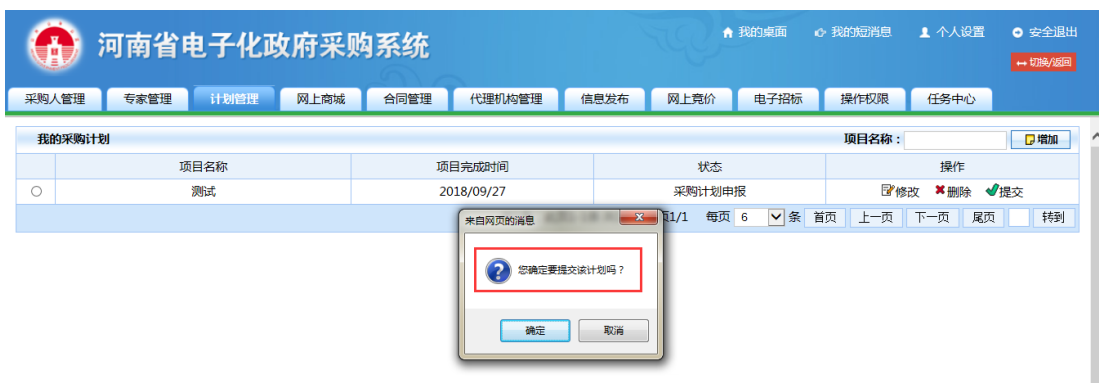 河南省电子化政府采购系统
我的桌面 我的短消息 个人设置 安全退出
切换/返回
采购人管理 专家管理 计划管理 网上商城 合同管理 代理机构管理 信息发布 网上竞价 电子招标 操作权限 任务中心
我的采购计划 项目名称： 增加
项目名称 项目完成时间 状态 操作
测试 2018/09/27 采购计划申报 修改 删除 提交
页1/1 每页 6 条 首页 上一页 下一页 尾页 转到
来自网页的消息
您确定要提交该计划吗？
确定 取消